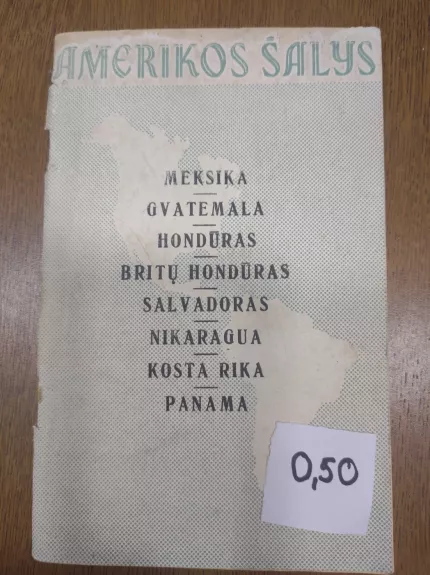 AMERIKOS ŠALYS
MEKSIKA
GVATEMALA
HONDŪRAS
BRITŲ HONDŪRAS
SALVADORAS
NIKARAGUA
KOSTA RIKA
PANAMA
0,50